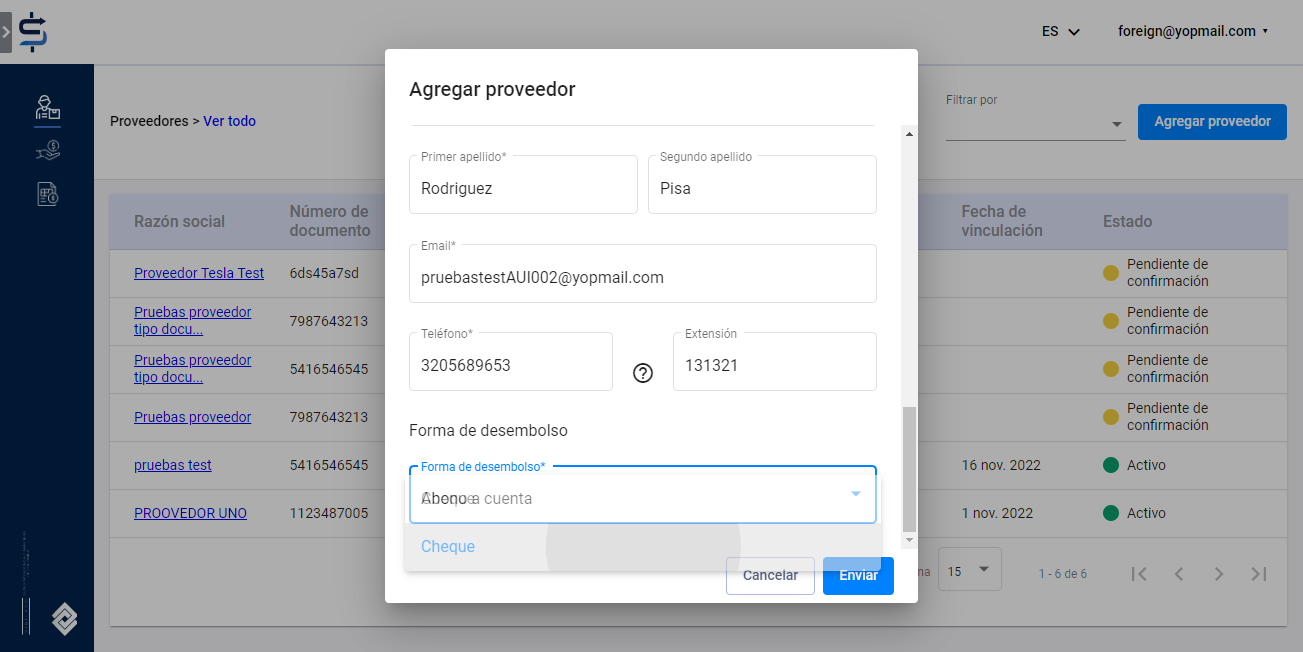 ES
foreign@yopmail.com
Proveedores > Ver todo
Filtrar por
Agregar proveedor
Razón social
Número de documento
Fecha de vinculación
Estado
Proveedor Tesla Test
6ds45a7sd
Pendiente de confirmación
Pruebas proveedor tipo docu...
7987643213
Pendiente de confirmación
Pruebas proveedor tipo docu...
5416546545
Pendiente de confirmación
Pruebas proveedor
7987643213
Pendiente de confirmación
pruebas test
5416546545
16 nov. 2022
Activo
PROOVEDOR UNO
1123487005
1 nov. 2022
Activo
na
15
1 - 6 de 6
Agregar proveedor
Primer apellido*
Rodriguez
Segundo apellido
Pisa
Email*
pruebastestAUI002@yopmail.com
Teléfono*
3205689653
Extensión
131321
Forma de desembolso
Forma de desembolso*
Abono a cuenta
Cheque
Cheque
Cancelar
Enviar